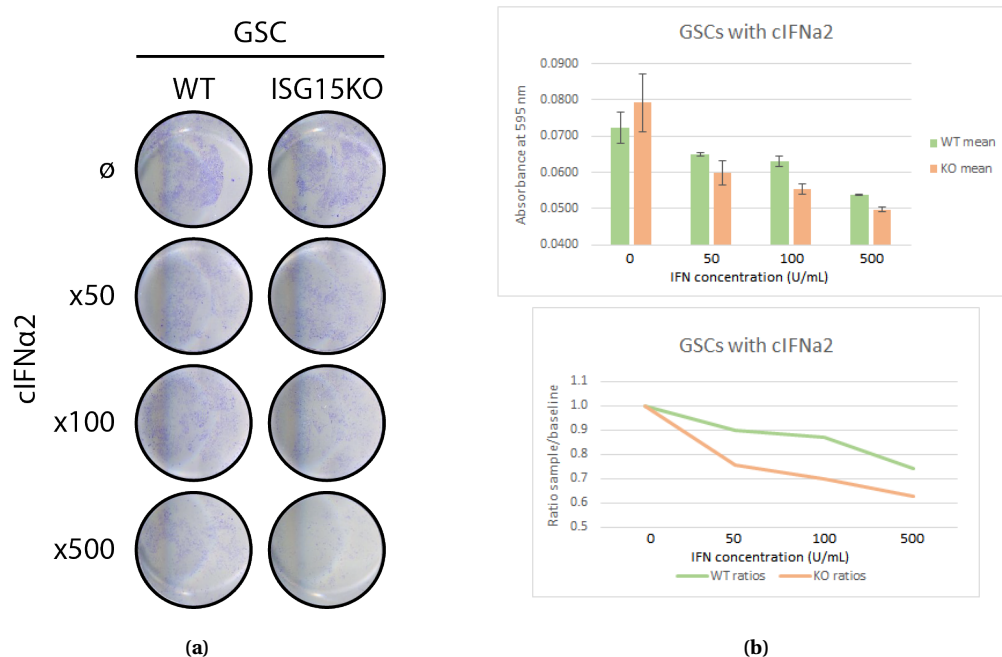 GSC
WT ISG15KO
ø
x50
x100
x500
cIFNα2
(a)
GSCs with cIFNa2
Absorbance at 595 nm
0.0900
0.0800
0.0700
0.0600
0.0500
0.0400
0 50 100 500
IFN concentration (U/mL)
WT mean
KO mean
GSCs with cIFNa2
Ratio sample/baseline
1.1
1.0
0.9
0.8
0.7
0.6
0.5
0 50 100 500
IFN concentration (U/mL)
WT ratios KO ratios
(b)